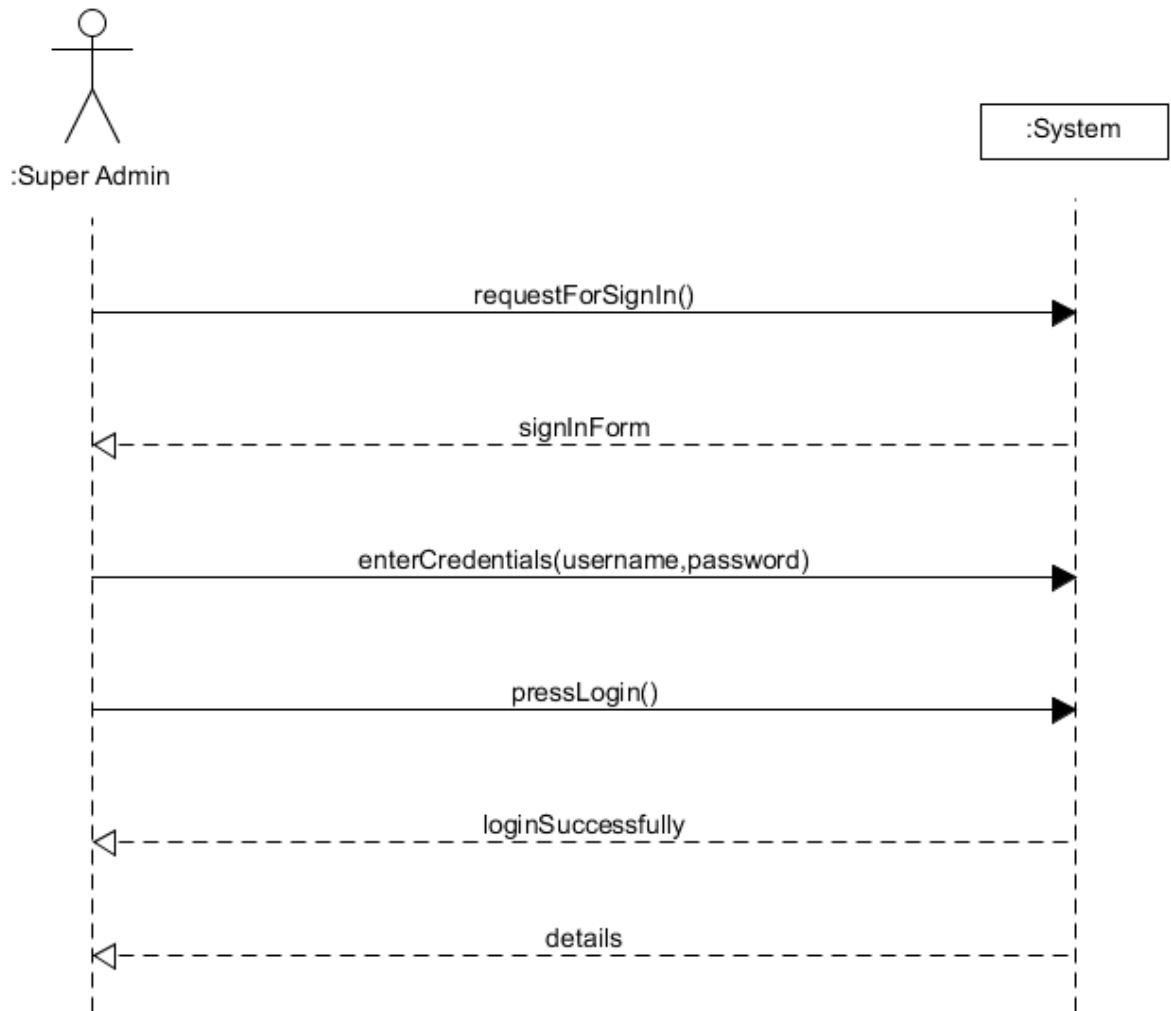 :System
:Super Admin
requestForSignIn()
signInForm
enterCredentials(username,password)
pressLogin()
loginSuccessfully
details